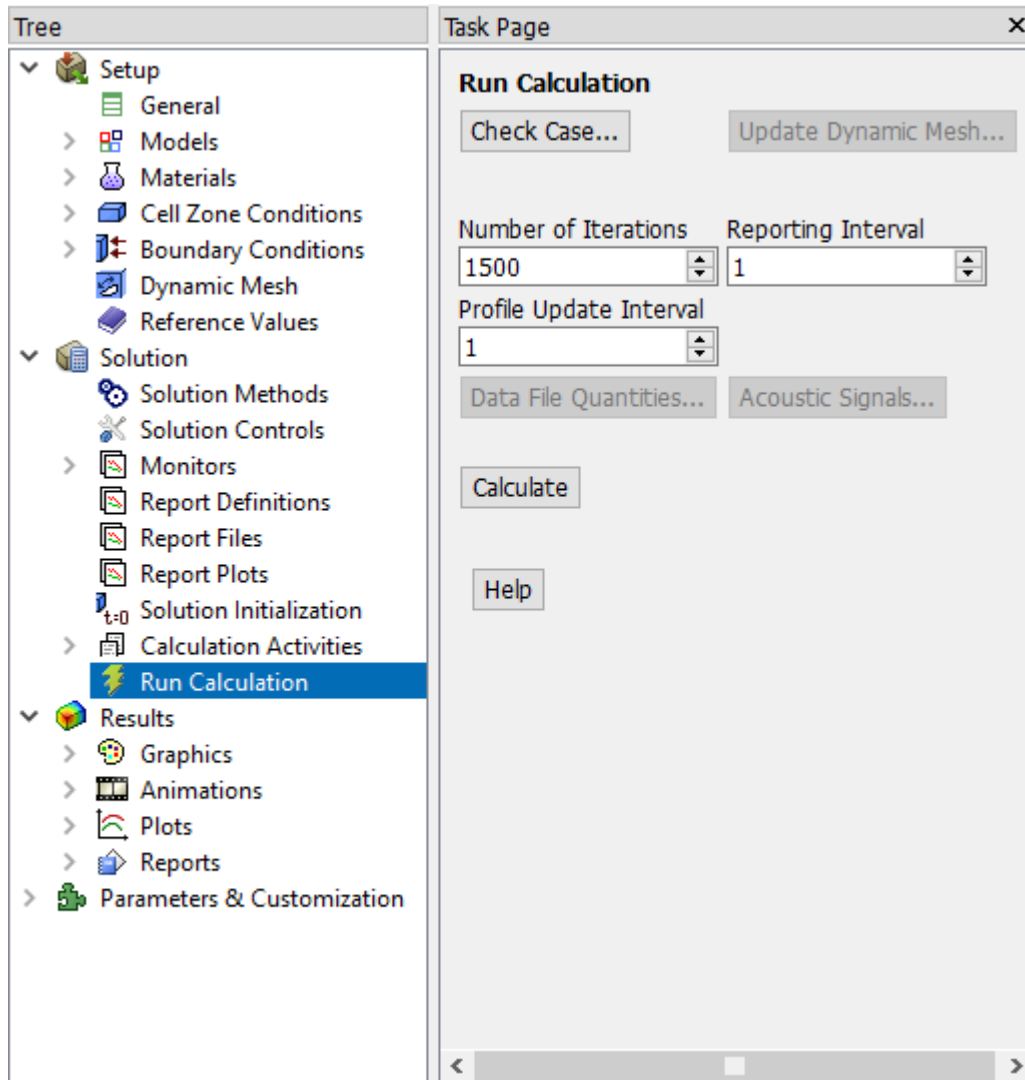 Tree
Setup
General
Models
Materials
Cell Zone Conditions
Boundary Conditions
Dynamic Mesh
Reference Values
Solution
Solution Methods
Solution Controls
Monitors
Report Definitions
Report Files
Report Plots
t=0 Solution Initialization
Calculation Activities
Run Calculation
Results
Graphics
Animations
Plots
Reports
Parameters & Customization
Task Page
Run Calculation
Check Case... Update Dynamic Mesh...
Number of Iterations Reporting Interval
1500 1
Profile Update Interval
1
Data File Quantities... Acoustic Signals...
Calculate
Help